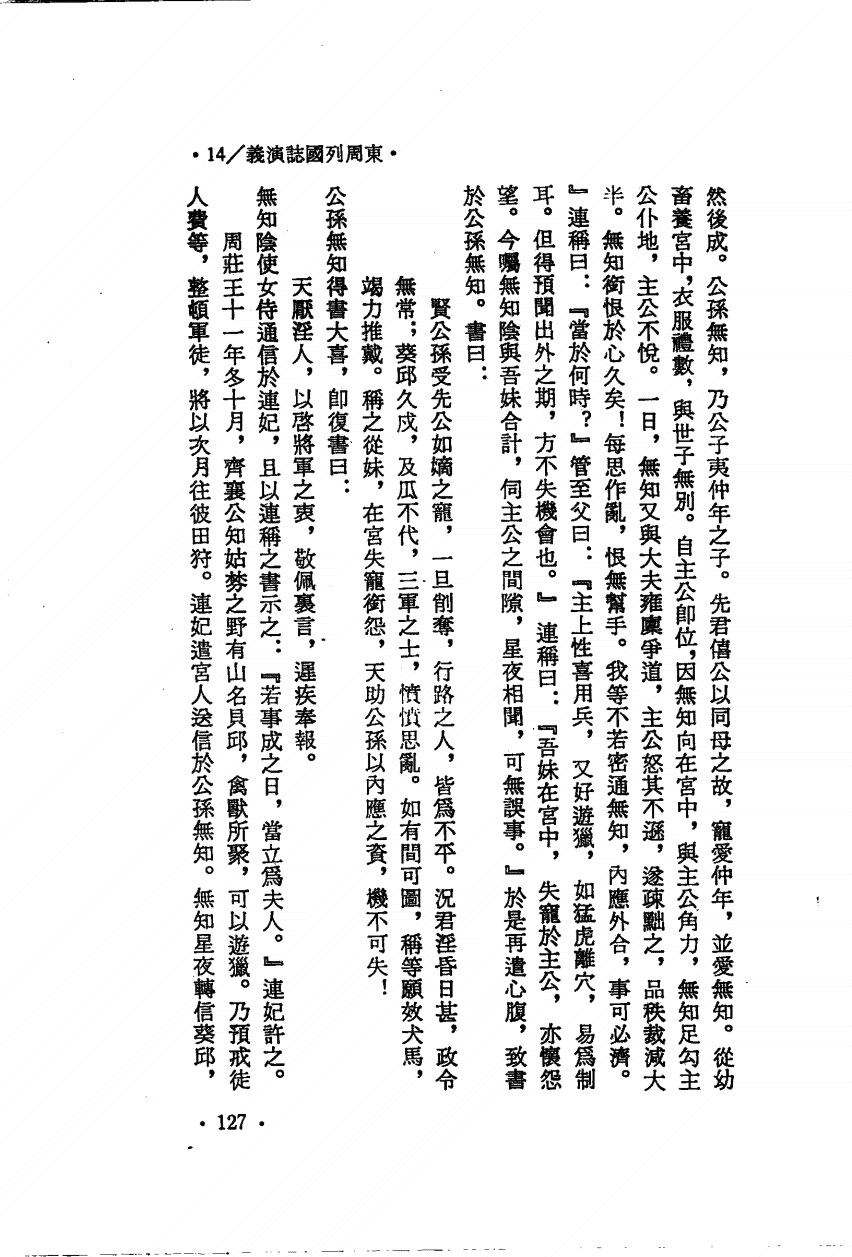 ·東周列國誌演義/14·
然後成。公孫無知，乃公子夷仲年之子。先君僖公以同母之故，寵愛仲年，並愛無知。從幼
畜養宮中，衣服禮數，與世子無別。自主公卽位，因無知向在宮中，與主公角力，無知足勾主
公仆地，主公不悅。一日，無知又與大夫雍廩爭道，主公怒其不遜，遂疎黜之，品秩裁減大
半。無知銜恨於心久矣！每思作亂，恨無幫手。我等不若密通無知，內應外合，事可必濟。
』連稱曰：『當於何時？』管至父曰：『主上性喜用兵，又好遊獵，如猛虎離穴，易爲制
耳。但得預聞出外之期，方不失機會也。』連稱曰：『吾妹在宮中，失寵於主公，亦懷怨
望。今囑無知陰與吾妹合計，伺主公之間隙，星夜相聞，可無誤事。』於是再遣心腹，致書
於公孫無知。書曰：
賢公孫受先公如嫡之寵，一旦削奪，行路之人，皆爲不平。況君淫昏日甚，政令
無常；葵邱久戍，及瓜不代，三軍之士，憤憤思亂。如有間可圖，稱等願效犬馬，
竭力推戴。稱之從妹，在宮失寵銜怨，天助公孫以內應之資，機不可失！
公孫無知得書大喜，卽復書曰：
天厭淫人，以啓將軍之衷，敬佩裏言，遲疾奉報。
無知陰使女侍通信於連妃，且以連稱之書示之：『若事成之日，當立爲夫人。』連妃許之。
周莊王十一年冬十月，齊襄公知姑棼之野有山名貝邱，禽獸所聚，可以遊獵。乃預戒徒
人費等，整頓軍徒，將以次月往彼田狩。連妃遣宮人送信於公孫無知。無知星夜轉信葵邱，
·127·